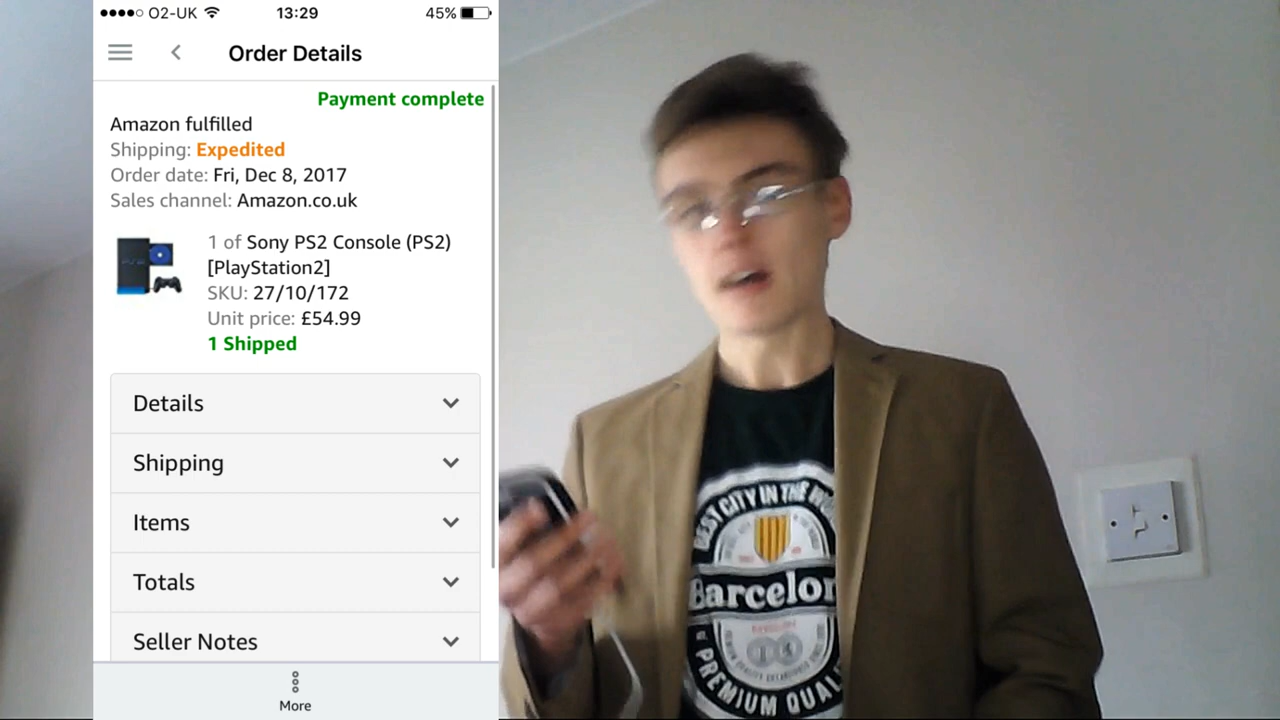 O2-UK 13:29 45%
Order Details
Payment complete
Amazon fulfilled
Shipping: Expedited
Order date: Fri, Dec 8, 2017
Sales channel: Amazon.co.uk
1 of Sony PS2 Console (PS2)
[PlayStation2]
SKU: 27/10/172
Unit price: £54.99
1 Shipped
Details
Shipping
Items
Totals
Seller Notes
More
BEST CITY IN THE
Barcelon
PREMIUM QUAL